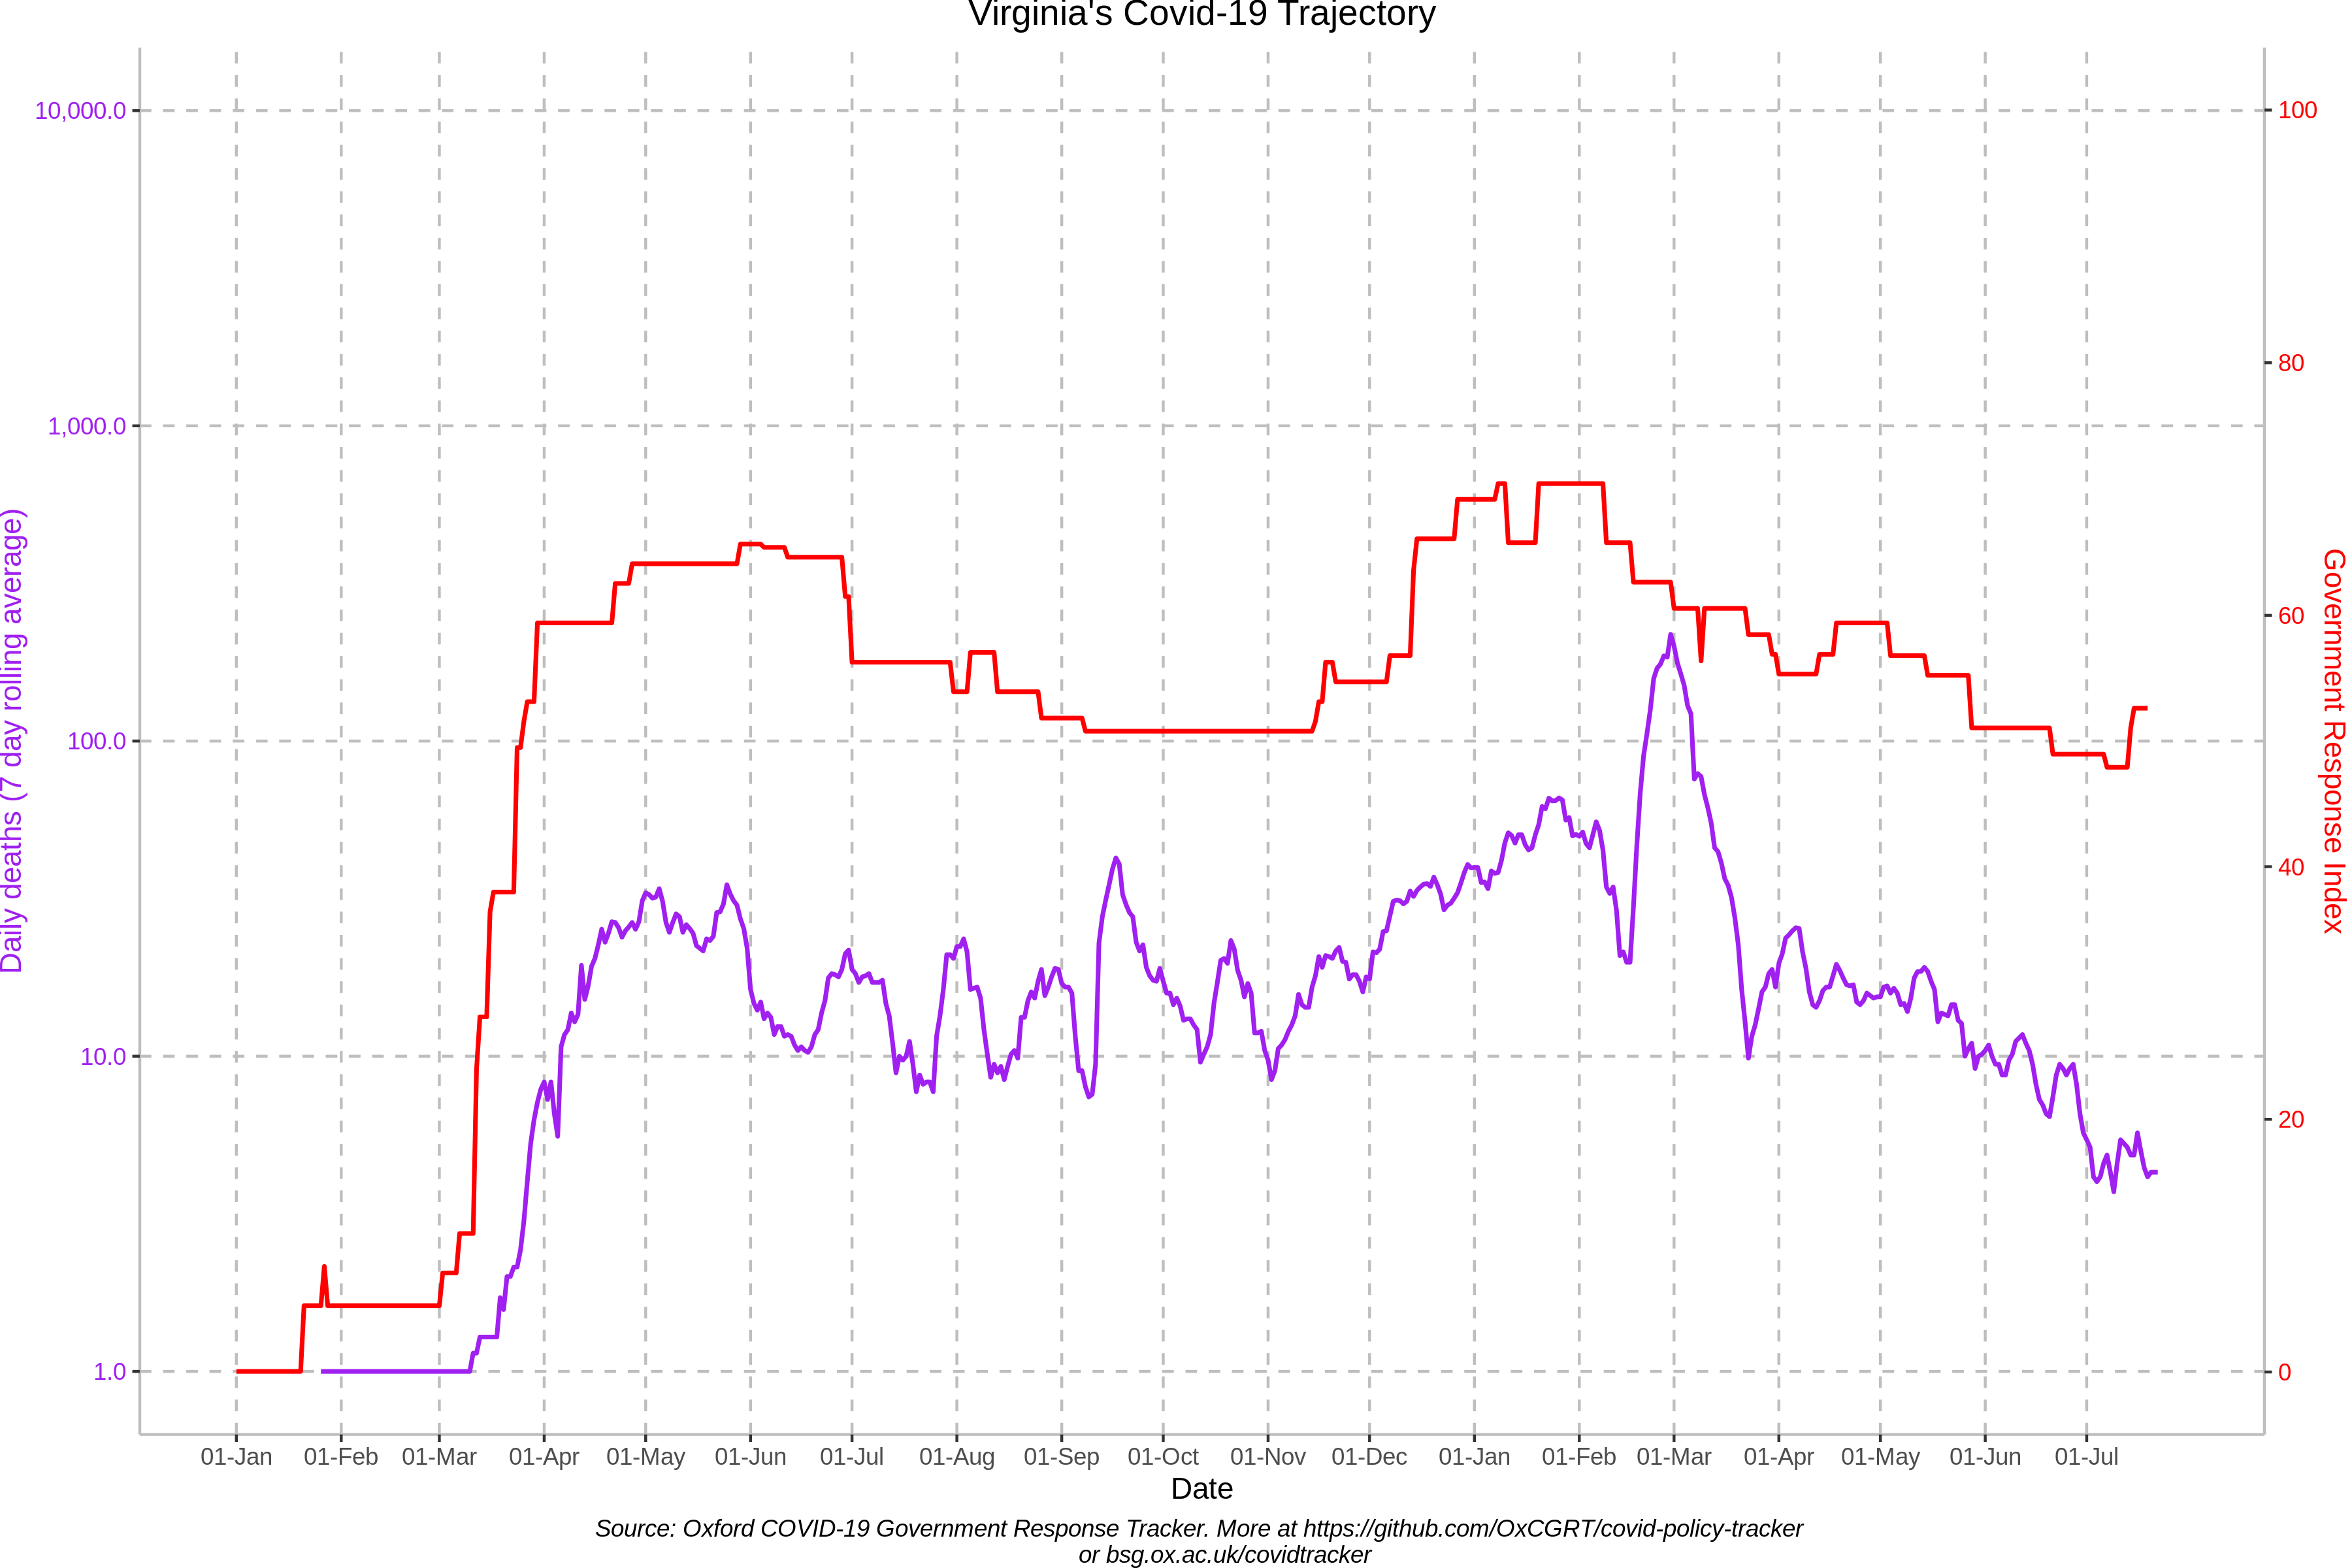 Virginia's Covid-19 Trajectory
10,000.0
1,000.0
100.0
10.0
1.0
Daily deaths (7 day rolling average)
100
80
60
40
20
0
Government Response Index
01-Jan 01-Feb 01-Mar 01-Apr 01-May 01-Jun 01-Jul 01-Aug 01-Sep 01-Oct 01-Nov 01-Dec 01-Jan 01-Feb 01-Mar 01-Apr 01-May 01-Jun 01-Jul
Date
Source: Oxford COVID-19 Government Response Tracker. More at https://github.com/OxCGRT/covid-policy-tracker
or bsg.ox.ac.uk/covidtracker